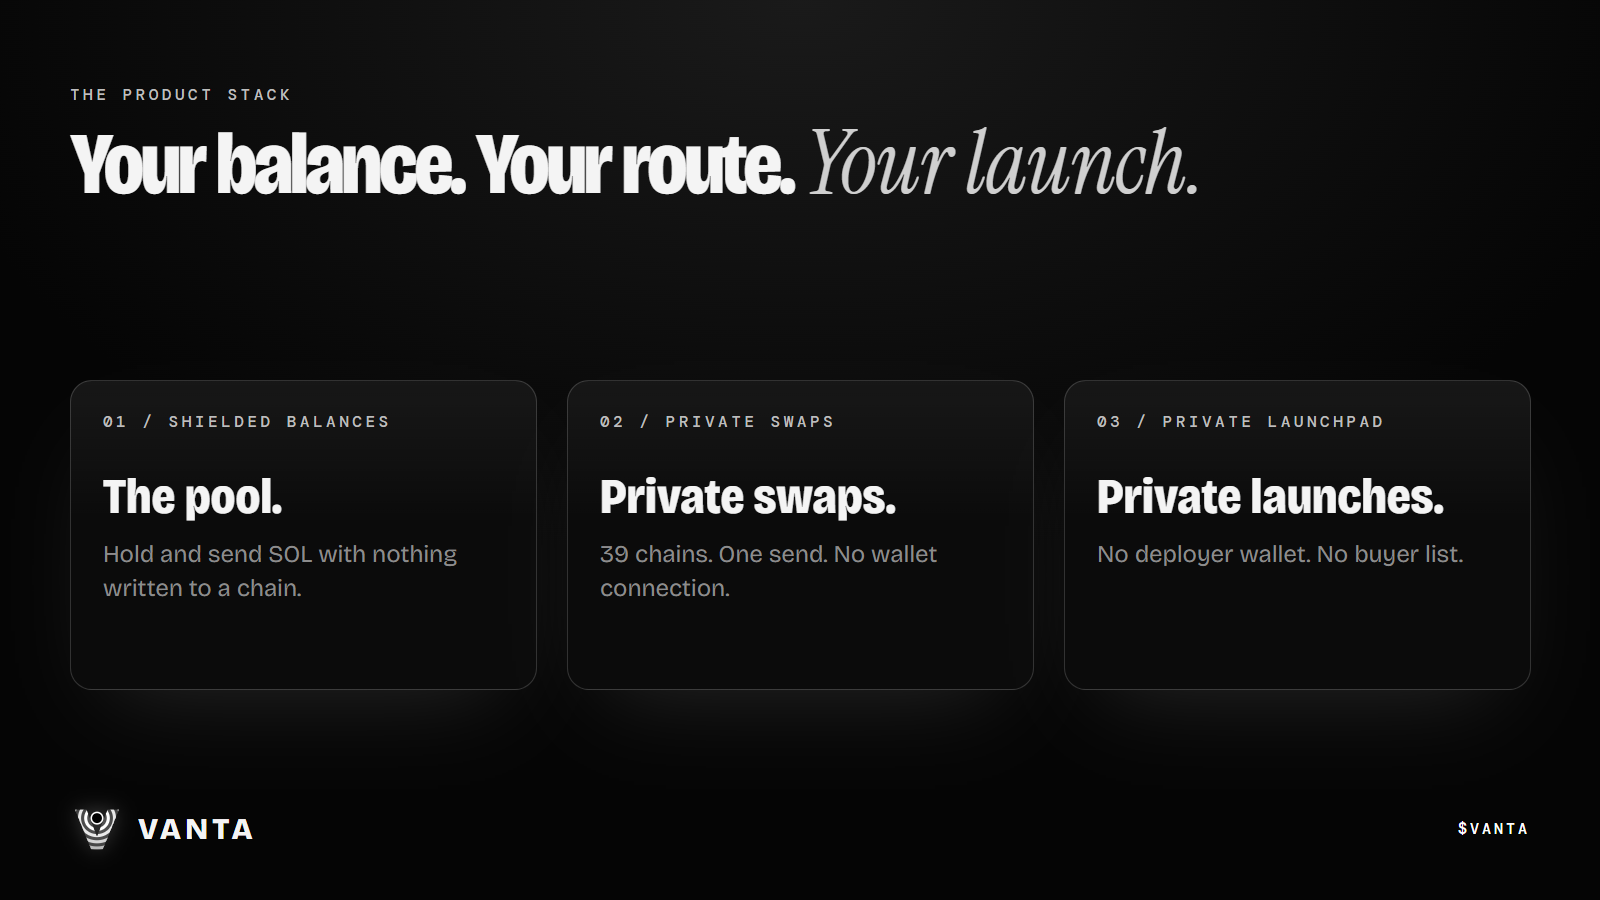 THE PRODUCT STACK
Your balance. Your route. Your launch.
01 / SHIELDED BALANCES
The pool.
Hold and send SOL with nothing
written to a chain.
02 / PRIVATE SWAPS
Private swaps.
39 chains. One send. No wallet
connection.
03 / PRIVATE LAUNCHPAD
Private launches.
No deployer wallet. No buyer list.
VANTA
$VANTA